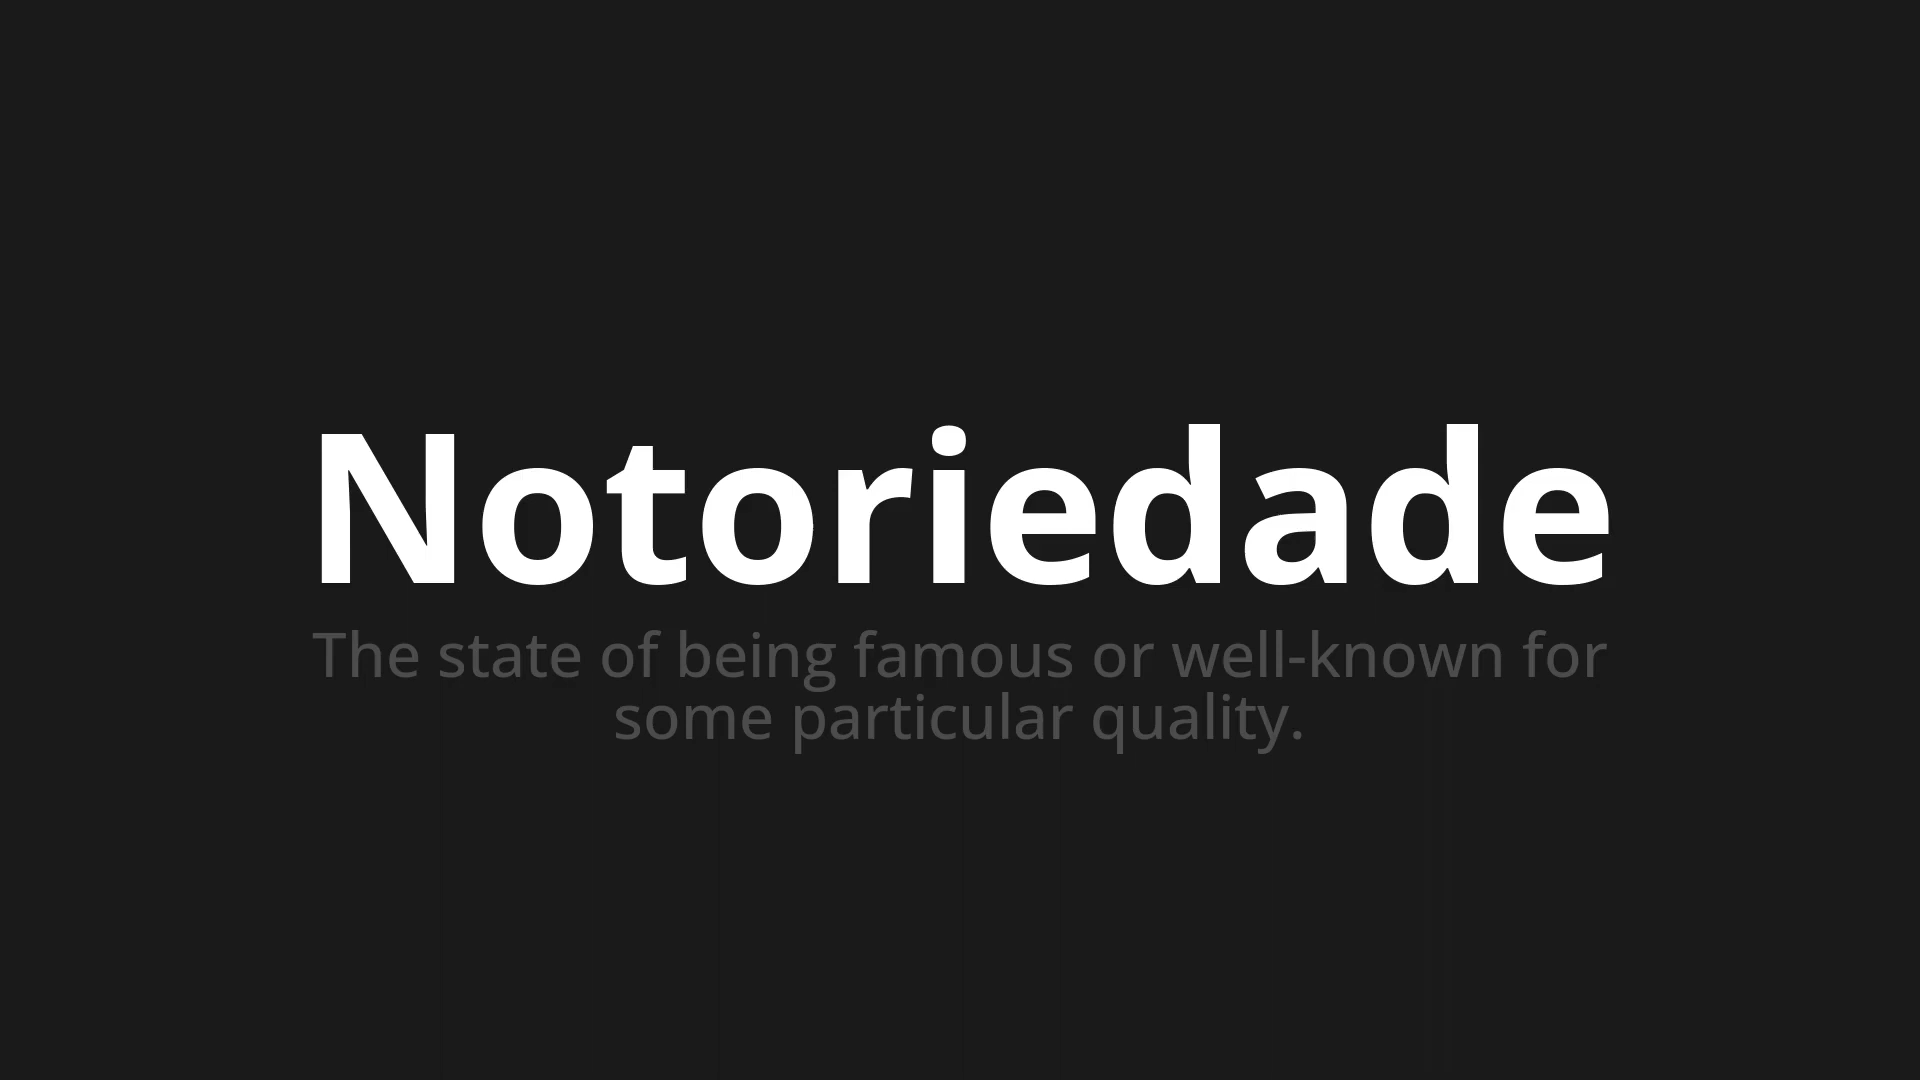 Notoriedade
The state of being famous or well-known for
some particular quality.